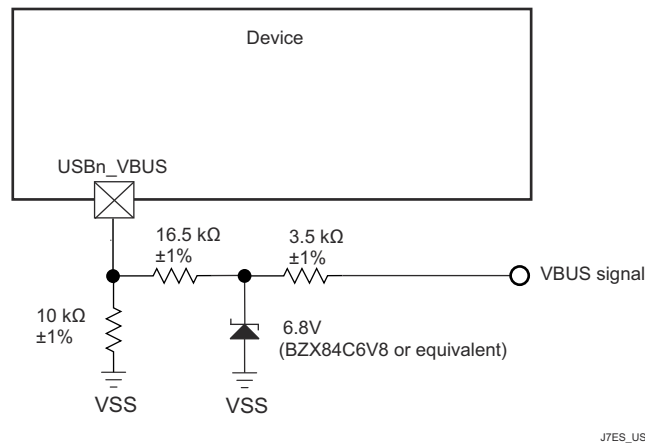 Device
USBn_VBUS
16.5 kΩ
±1%
3.5 kΩ
±1%
VBUS signal
10 kΩ
±1%
6.8V
(BZX84C6V8 or equivalent)
VSS
VSS
J7ES_US